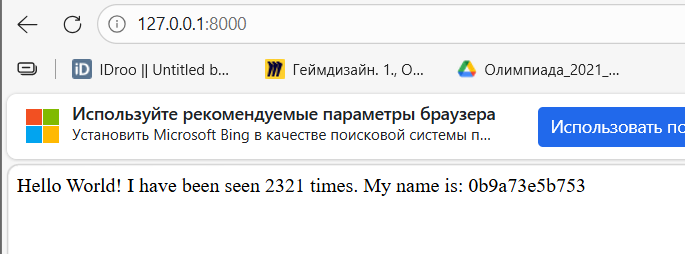 127.0.0.1:8000
iD IDroo || Untitled b... Геймдизайн. 1., О... Олимпиада_2021_...
Используйте рекомендуемые параметры браузера
Установить Microsoft Bing в качестве поисковой системы п...
Использовать по
Hello World! I have been seen 2321 times. My name is: 0b9a73e5b753